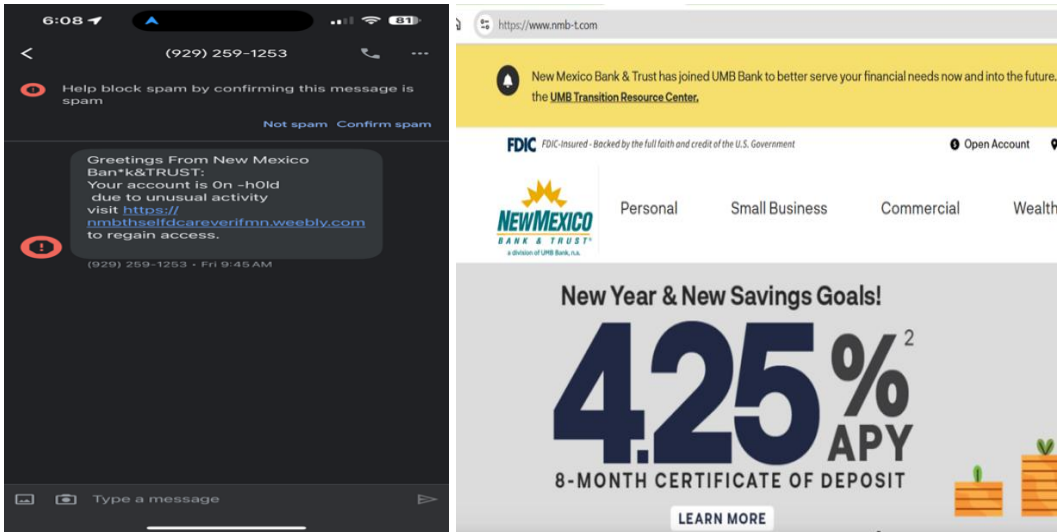 6:08
81
(929) 259-1253
Help block spam by confirming this message is
spam
Not spam Confirm spam
Greetings From New Mexico
Ban*k&TRUST:
Your account is 0n -h0ld
due to unusual activity
visit https://
nmbthselfdcareverifmn.weebly.com
to regain access.
(929) 259-1253 • Fri 9:45 AM
Type a message
https://www.nmb-t.com
New Mexico Bank & Trust has joined UMB Bank to better serve your financial needs now and into the future.
the UMB Transition Resource Center.
FDIC FDIC-Insured - Backed by the full faith and credit of the U.S. Government
Open Account
NEW MEXICO
BANK & TRUST®
a division of UMB Bank, n.a.
Personal Small Business Commercial Wealth
New Year & New Savings Goals!
4.25%² APY
8-MONTH CERTIFICATE OF DEPOSIT
LEARN MORE